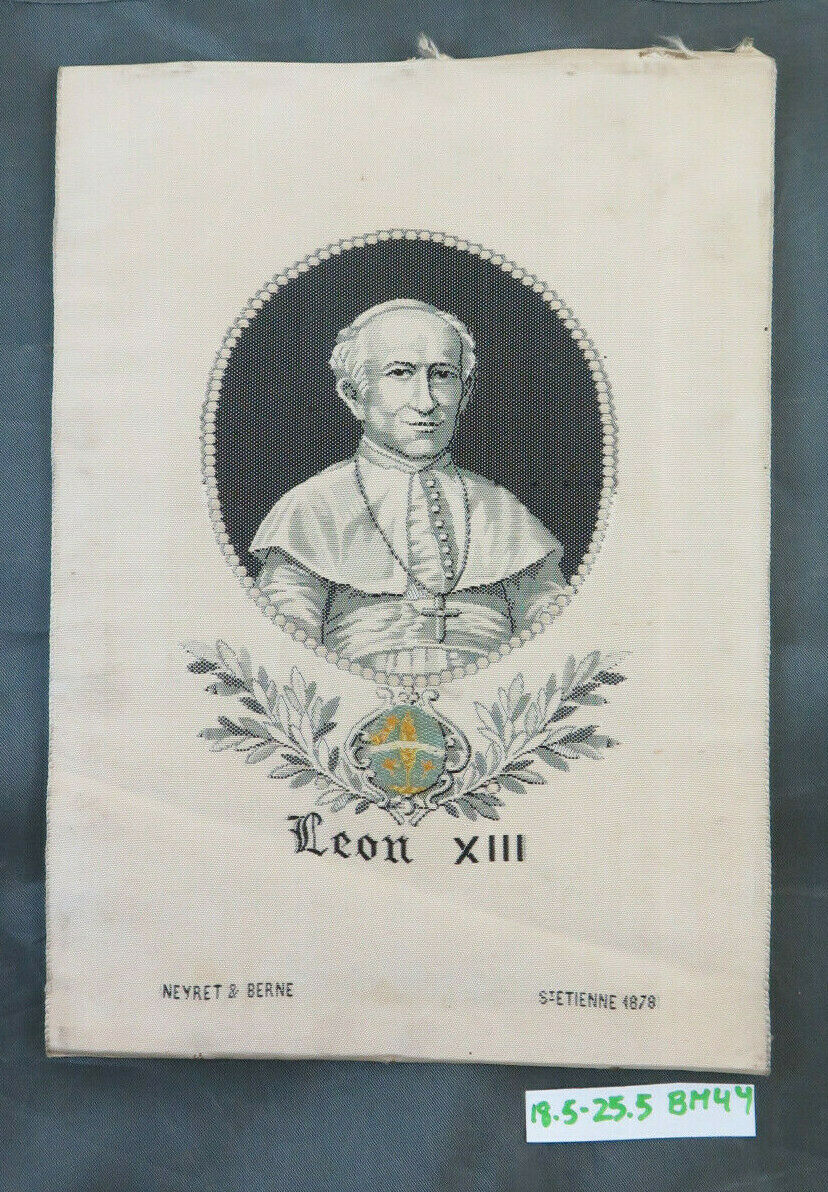 Leon XIII
NEYRET & BERNE
ST ETIENNE 1878
18.5-25.5 BM44